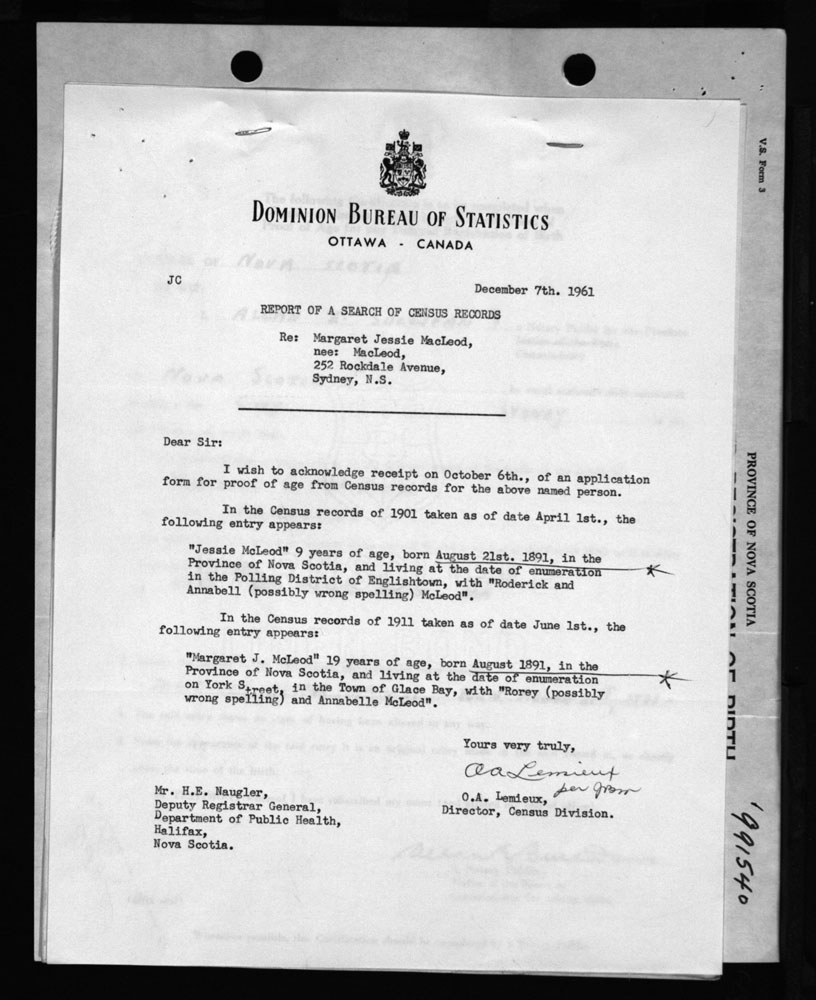 V.S. Form 3
DOMINION BUREAU OF STATISTICS
OTTAWA - CANADA
JC
December 7th. 1961
REPORT OF A SEARCH OF CENSUS RECORDS
Re: Margaret Jessie MacLeod,
nee: MacLeod,
252 Rockdale Avenue,
Sydney, N.S.
Dear Sir:
I wish to acknowledge receipt on October 6th., of an application
form for proof of age from Census records for the above named person.
In the Census records of 1901 taken as of date April 1st., the
following entry appears:
"Jessie McLeod" 9 years of age, born August 21st. 1891, in the
Province of Nova Scotia, and living at the date of enumeration
in the Polling District of Englishtown, with "Roderick and
Annabell (possibly wrong spelling) McLeod".
In the Census records of 1911 taken as of date June 1st., the
following entry appears:
"Margaret J. McLeod" 19 years of age, born August 1891, in the
Province of Nova Scotia, and living at the date of enumeration
on York Street, in the Town of Glace Bay, with "Rorey (possibly
wrong spelling) and Annabelle McLeod".
Yours very truly,
OA Lemieux
per
O.A. Lemieux,
Director, Census Division.
Mr. H.E. Naugler,
Deputy Registrar General,
Department of Public Health,
Halifax,
Nova Scotia.
PROVINCE OF NOVA SCOTIA
OF BIRTH
991540